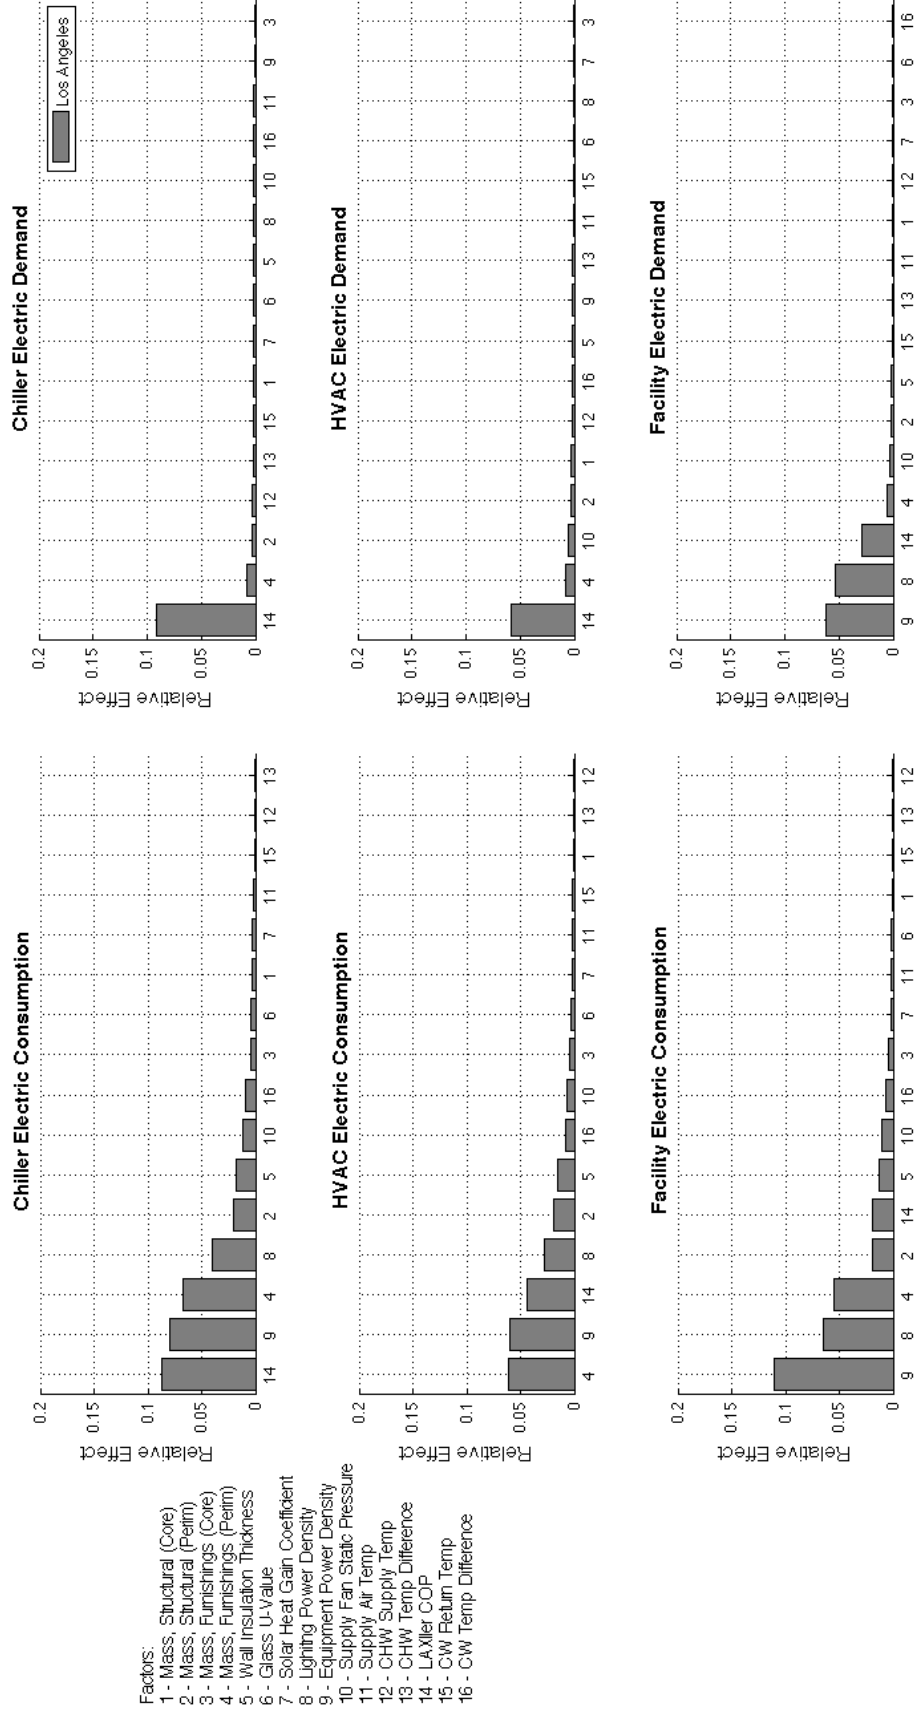 Factors:
1 - Mass, Structural (Core)
2 - Mass, Structural (Perim)
3 - Mass, Furnishings (Core)
4 - Mass, Furnishings (Perim)
5 - Wall Insulation Thickness
6 - Glass U-Value
7 - Solar Heat Gain Coefficient
8 - Lighitng Power Density
9 - Equipment Power Density
10 - Supply Fan Static Pressure
11 - Supply Air Temp
12 - CHW Supply Temp
13 - CHW Temp Difference
14 - LAXller COP
15 - CW Return Temp
16 - CW Temp Difference
Chiller Electric Consumption
Relative Effect
0.2
0.15
0.1
0.05
0
14 9 4 8 2 5 10 16 3 6 1 7 11 15 12 13
Chiller Electric Demand
Los Angeles
Relative Effect
0.2
0.15
0.1
0.05
0
14 4 2 12 13 15 1 7 6 5 8 10 16 11 9 3
HVAC Electric Consumption
Relative Effect
0.2
0.15
0.1
0.05
0
4 9 14 8 2 5 16 10 3 6 7 11 15 1 13 12
HVAC Electric Demand
Relative Effect
0.2
0.15
0.1
0.05
0
14 4 10 2 1 12 16 5 9 13 11 15 6 8 7 3
Facility Electric Consumption
Relative Effect
0.2
0.15
0.1
0.05
0
9 8 4 2 14 5 10 16 3 7 11 6 1 15 13 12
Facility Electric Demand
Relative Effect
0.2
0.15
0.1
0.05
0
9 8 14 4 10 2 5 15 13 11 1 12 7 3 6 16